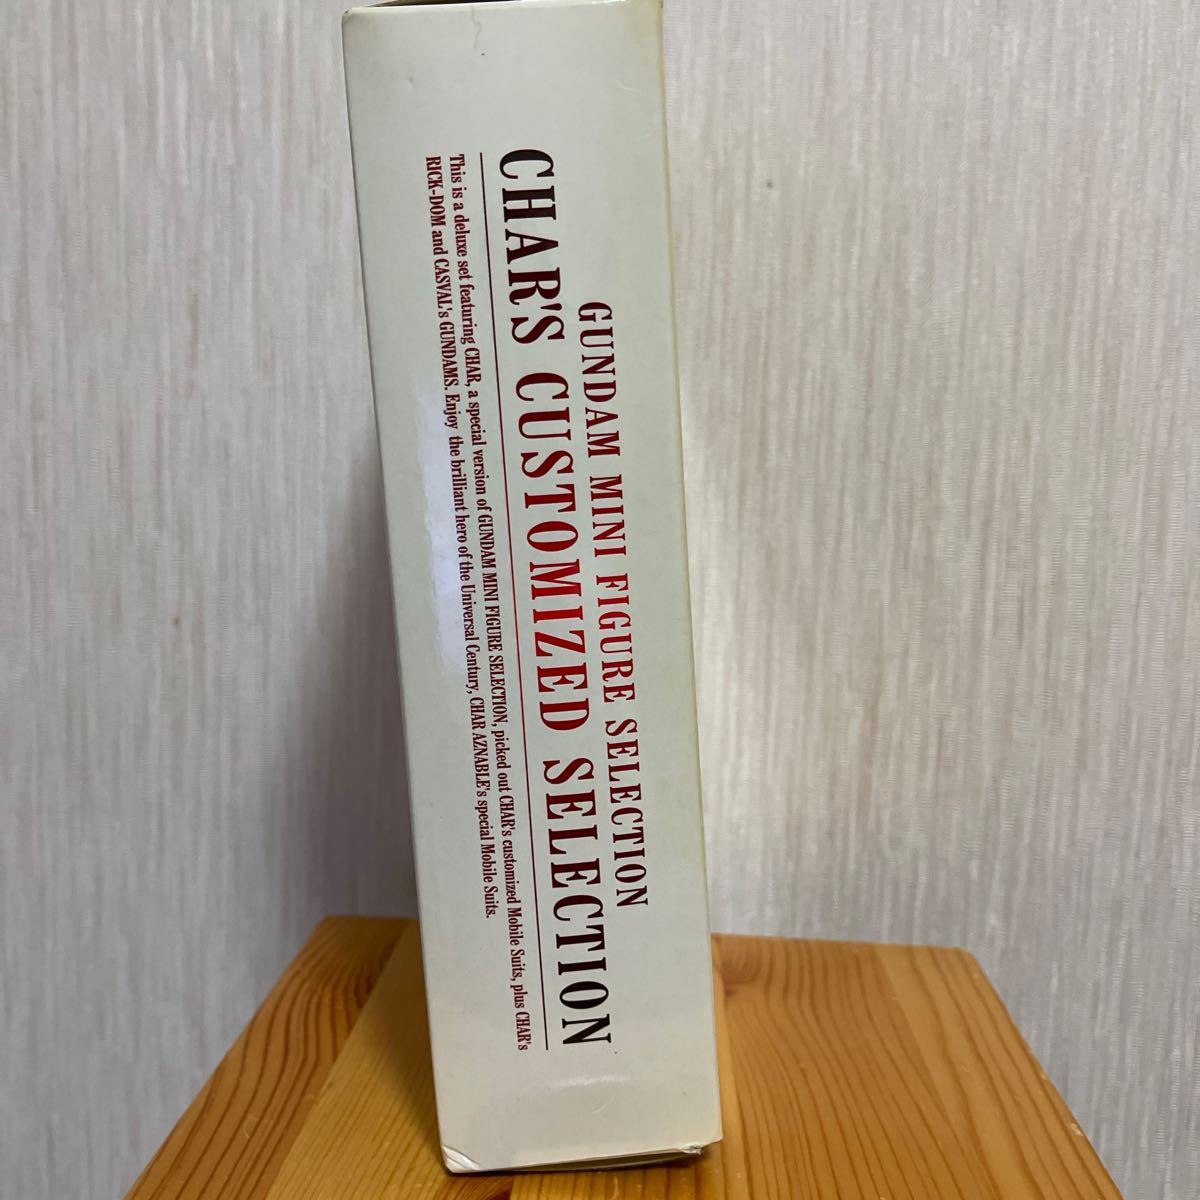 GUNDAM MINI FIGURE SELECTION
CHAR'S CUSTOMIZED SELECTION
This is a deluxe set featuring CHAR, a special version of GUNDAM MINI FIGURE SELECTION, picked out CHAR's customized Mobile Suits, plus CHAR's
RICK-DOM and CASVAL's GUNDAMS. Enjoy the brilliant hero of the Universal Century, CHAR AZNABLE's special Mobile Suits.